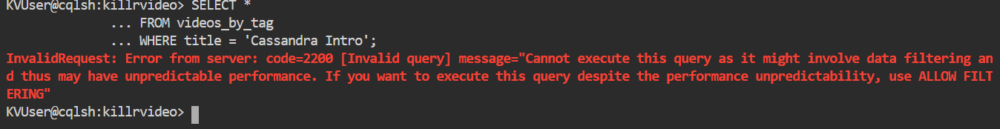 KVUser@cqlsh:killrvideo> SELECT *
... FROM videos_by_tag
... WHERE title = 'Cassandra Intro';
InvalidRequest: Error from server: code=2200 [Invalid query] message="Cannot execute this query as it might involve data filtering an
d thus may have unpredictable performance. If you want to execute this query despite the performance unpredictability, use ALLOW FILT
ERING"
KVUser@cqlsh:killrvideo>